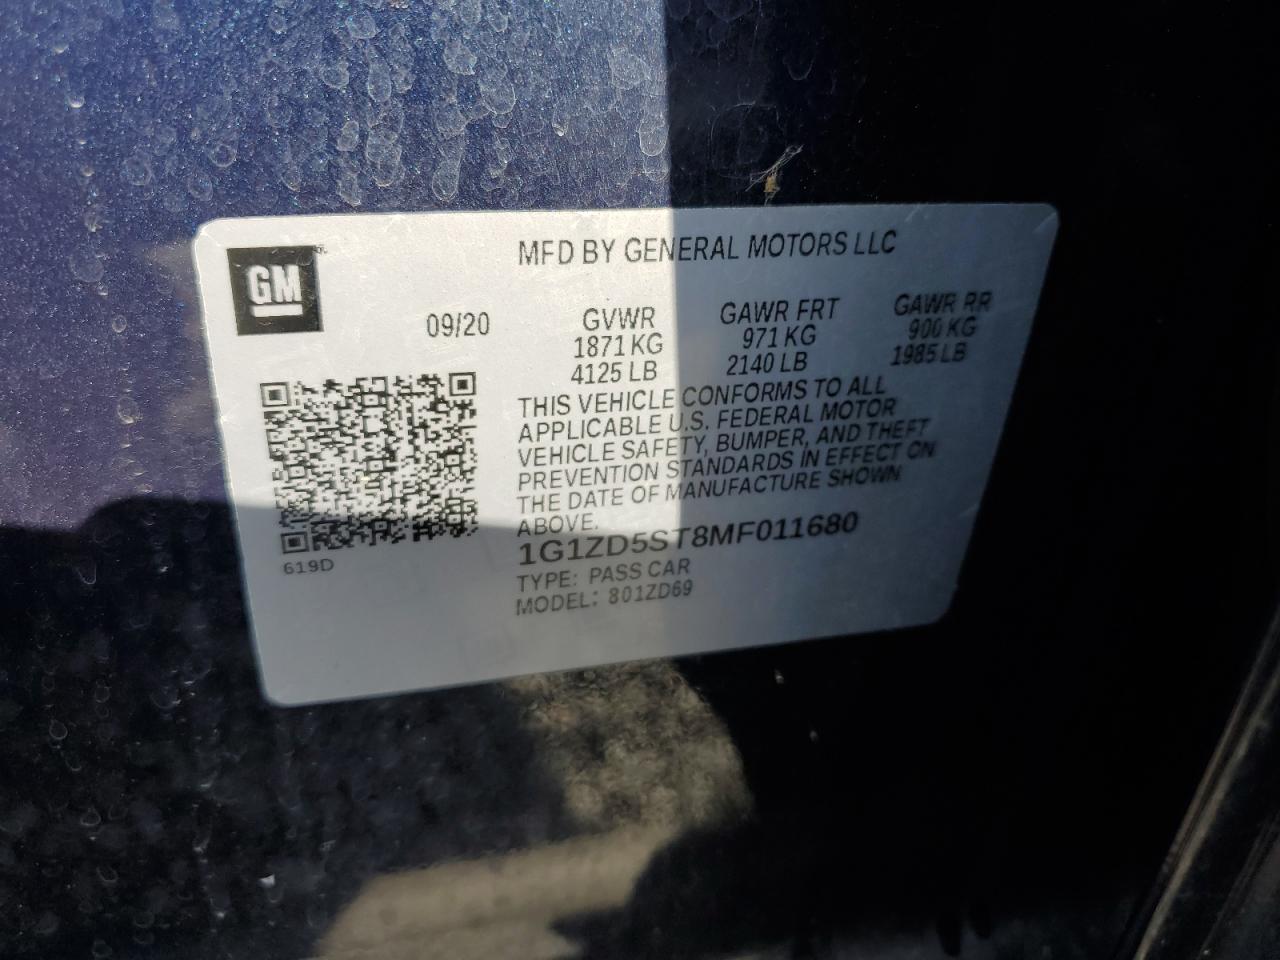 GM
MFD BY GENERAL MOTORS LLC
09/20
GVWR GAWR FRT GAWR RR
1871 KG 971 KG 900 KG
4125 LB 2140 LB 1985 LB
THIS VEHICLE CONFORMS TO ALL
APPLICABLE U.S. FEDERAL MOTOR
VEHICLE SAFETY, BUMPER, AND THEFT
PREVENTION STANDARDS IN EFFECT ON
THE DATE OF MANUFACTURE SHOWN
ABOVE.
1G1ZD5ST8MF011680
TYPE: PASS CAR
MODEL: 801ZD69
619D